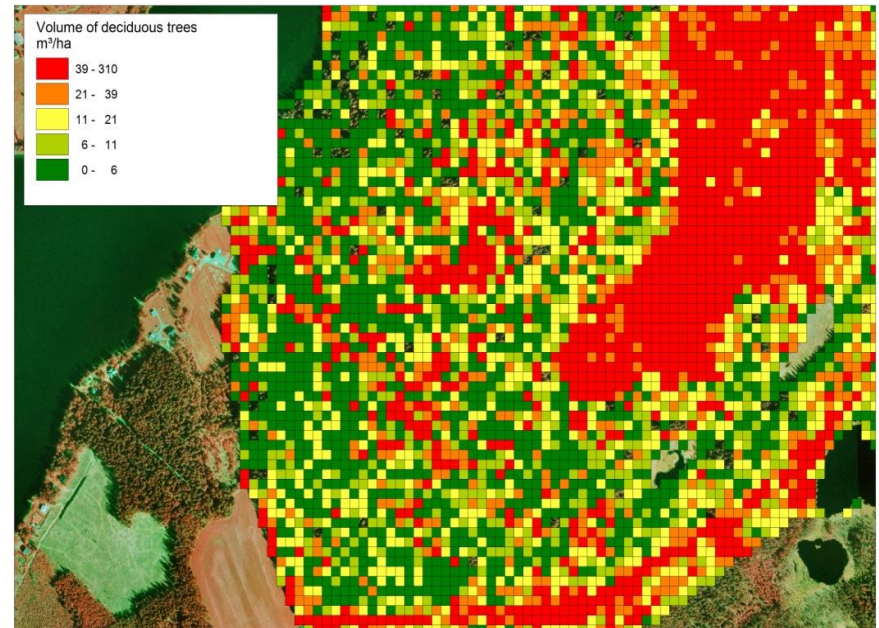 Volume of deciduous trees
m³/ha
39 - 310
21 - 39
11 - 21
6 - 11
0 - 6